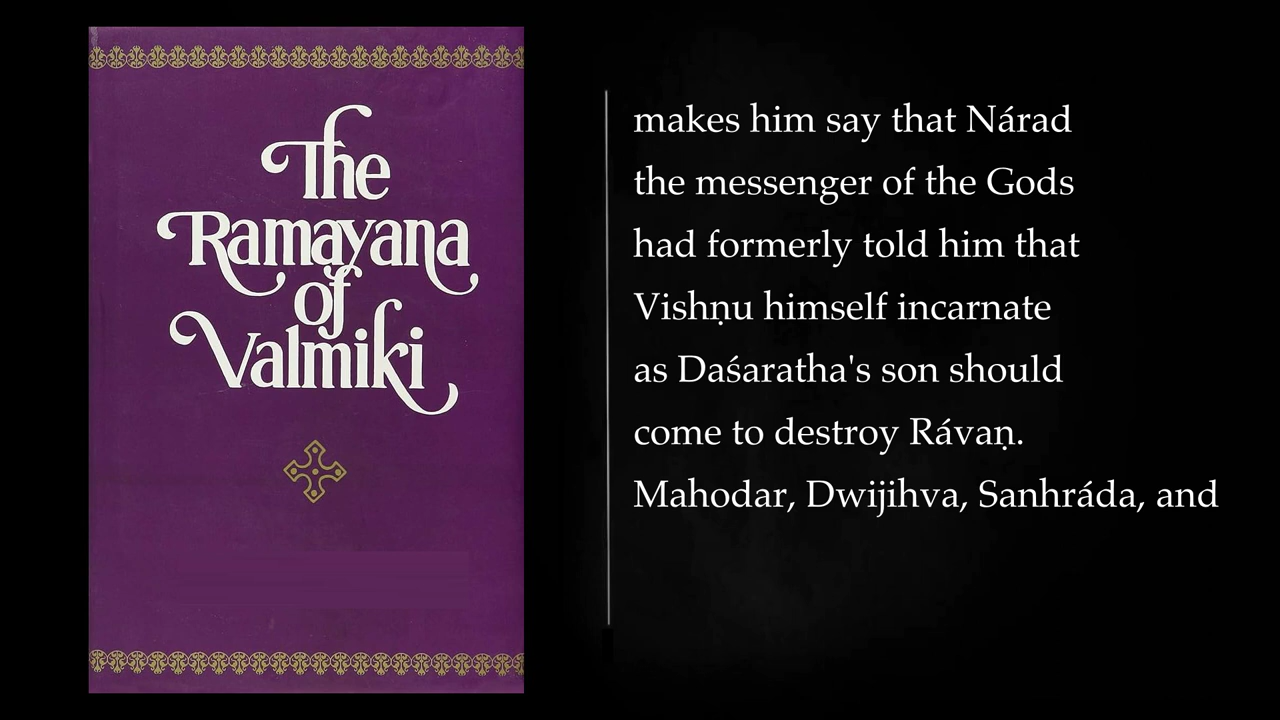 The
Ramayana
of
Valmiki
makes him say that Nárad
the messenger of the Gods
had formerly told him that
Vishṇu himself incarnate
as Daśaratha's son should
come to destroy Rávaṇ.
Mahodar, Dwijihva, Sanhráda, and